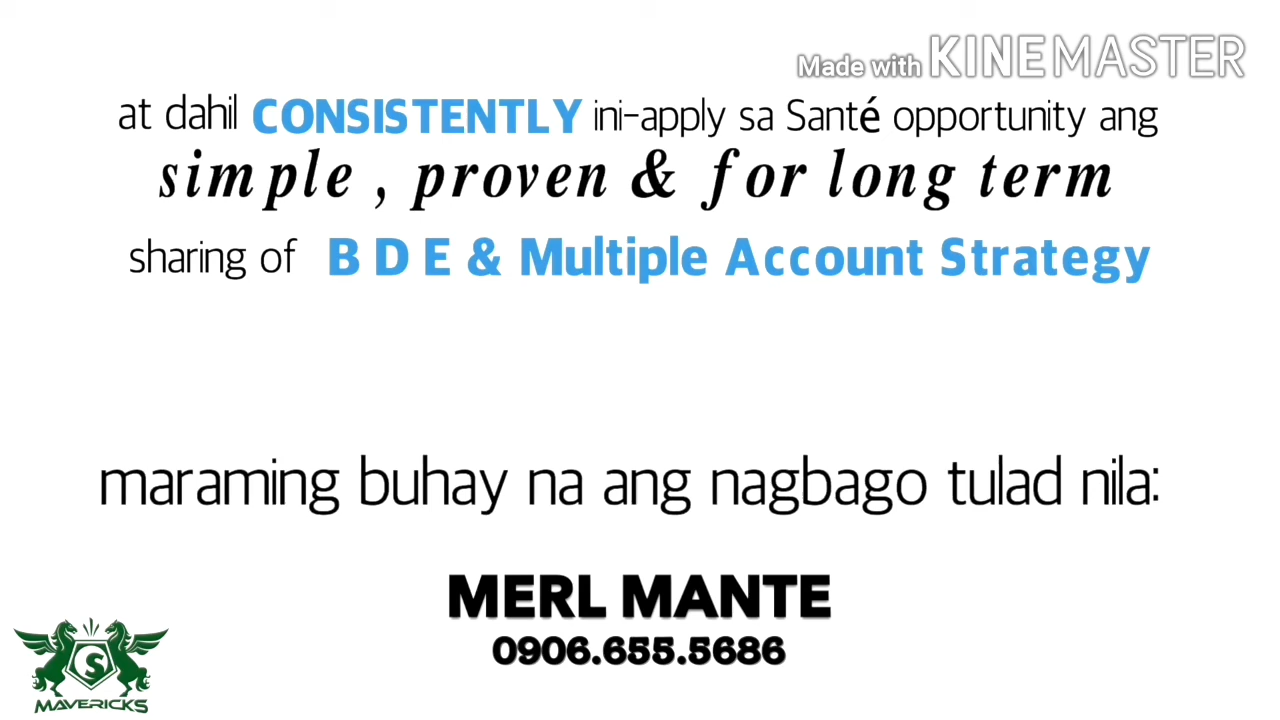 Made with KINEMASTER
at dahil CONSISTENTLY ini-apply sa Santé opportunity ang
simple , proven & for long term
sharing of B D E & Multiple Account Strategy
maraming buhay na ang nagbago tulad nila:
MERL MANTE
0906.655.5686
S
MAVERICKS